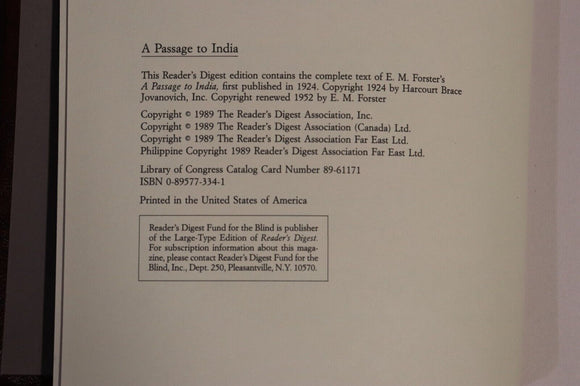 A Passage to India
This Reader's Digest edition contains the complete text of E. M. Forster's
A Passage to India, first published in 1924. Copyright 1924 by Harcourt Brace
Jovanovich, Inc. Copyright renewed 1952 by E. M. Forster
Copyright © 1989 The Reader's Digest Association, Inc.
Copyright © 1989 The Reader's Digest Association (Canada) Ltd.
Copyright © 1989 The Reader's Digest Association Far East Ltd.
Philippine Copyright 1989 Reader's Digest Association Far East Ltd.
Library of Congress Catalog Card Number 89-61171
ISBN 0-89577-334-1
Printed in the United States of America
Reader's Digest Fund for the Blind is publisher
of the Large-Type Edition of Reader's Digest.
For subscription information about this maga-
zine, please contact Reader's Digest Fund for the
Blind, Inc., Dept. 250, Pleasantville, N.Y. 10570.